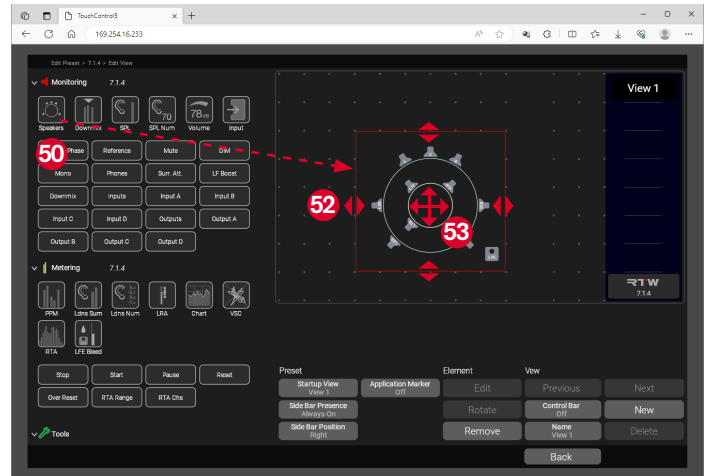 TouchControl5
169.254.16.233
Edit Preset > 7.1.4 > Edit View
Monitoring 7.1.4
View 1
70 78dB
Speakers Downmix SPL SPL Num Volume Input
50 Phase Reference Mute DIM
Mono Phones Surr. Att. LF Boost
Downmix Inputs Input A Input B
Input C Input D Outputs Output A
Output B Output C Output D
52
53
LFE
Metering 7.1.4
RTW
7.1.4
PPM Ldns Sum Ldns Num LRA Chart VSC
RTA LFE Bleed
Stop Start Pause Reset
Over Reset RTA Range RTA Chs
Tools
Preset Element Vew
Startup View Application Marker Edit Previous Next
View 1 Off
Side Bar Presence Rotate Control Bar New
Always-On Off
Side Bar Position Remove Name Delete
Right View 1
Back